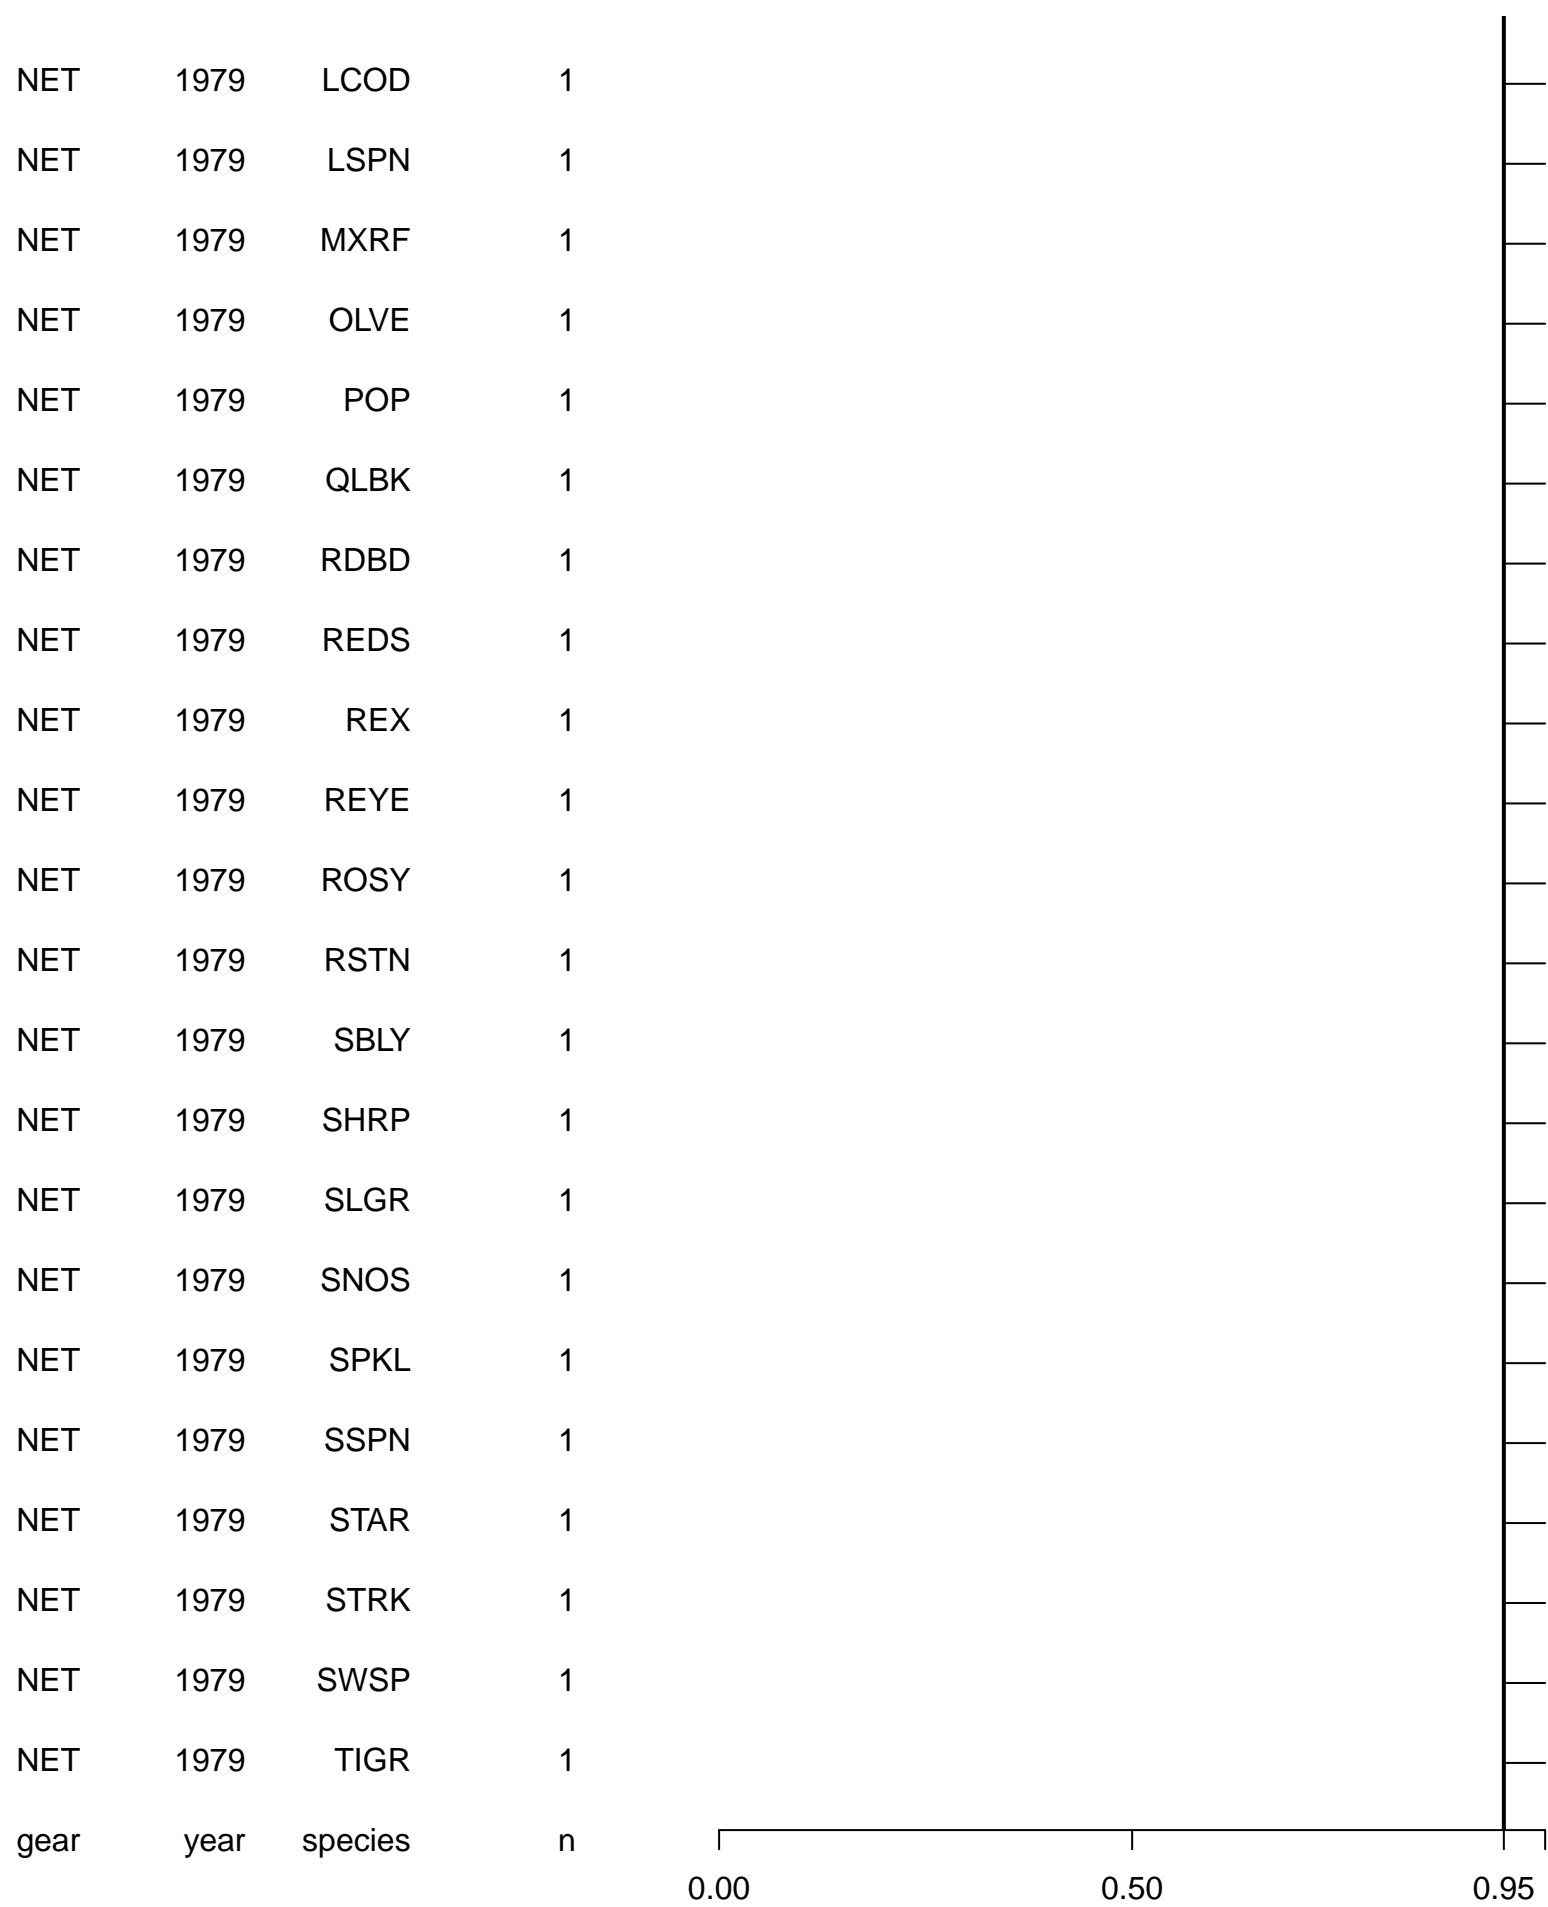 NET 1979 LCOD 1
NET 1979 LSPN 1
NET 1979 MXRF 1
NET 1979 OLVE 1
NET 1979 POP 1
NET 1979 QLBK 1
NET 1979 RDBD 1
NET 1979 REDS 1
NET 1979 REX 1
NET 1979 REYE 1
NET 1979 ROSY 1
NET 1979 RSTN 1
NET 1979 SBLY 1
NET 1979 SHRP 1
NET 1979 SLGR 1
NET 1979 SNOS 1
NET 1979 SPKL 1
NET 1979 SSPN 1
NET 1979 STAR 1
NET 1979 STRK 1
NET 1979 SWSP 1
NET 1979 TIGR 1
gear year species n
0.00 0.50 0.95